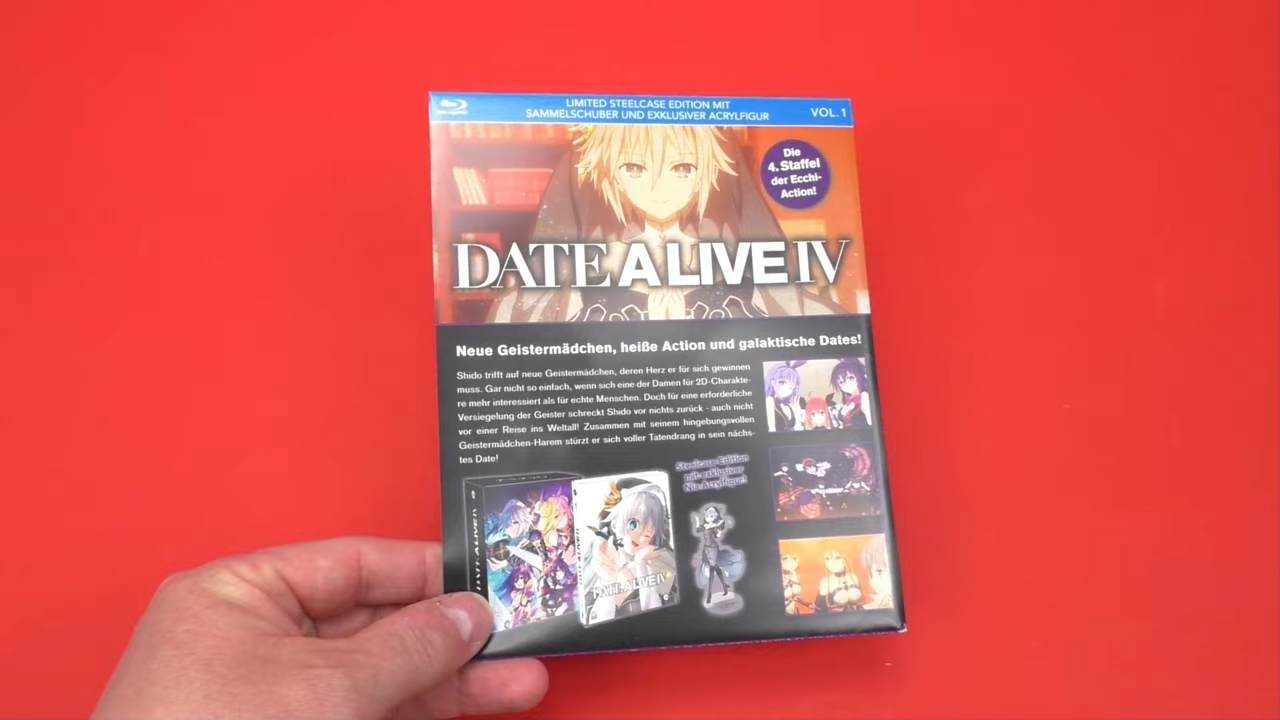 LIMITED STEELCASE EDITION MIT
SAMMELSCHUBER UND EXKLUSIVER ACRYLFIGUR
VOL. 1
Die
4. Staffel
der Ecchi-
Action!
DATE A LIVE IV
Neue Geistermädchen, heiße Action und galaktische Dates!
Shido trifft auf neue Geistermädchen, deren Herz er für sich gewinnen
muss. Gar nicht so einfach, wenn sich eine der Damen für 2D-Charakte-
re mehr interessiert als für echte Menschen. Doch für eine erforderliche
Versiegelung der Geister schreckt Shido vor nichts zurück - auch nicht
vor einer Reise ins Weltall! Zusammen mit seinem hingebungsvollen
Geistermädchen-Harem stürzt er sich voller Tatendrang in sein nächs-
tes Date!
Steelcase-Edition
mit exklusiver
Nia-Acrylfigur!
DATE A LIVE IV
DATE A LIVE IV